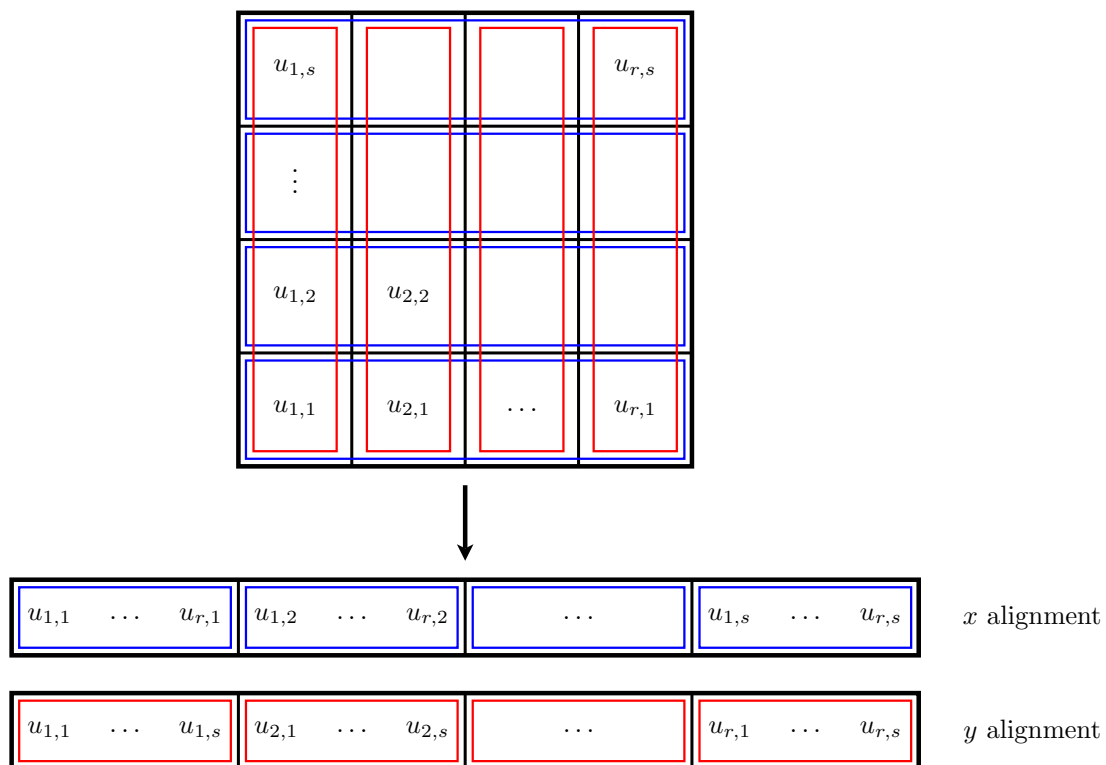 u_{1,s} u_{r,s}
⋮
u_{1,2} u_{2,2}
u_{1,1} u_{2,1} … u_{r,1}
u_{1,1} … u_{r,1} u_{1,2} … u_{r,2} … u_{1,s} … u_{r,s} x alignment
u_{1,1} … u_{1,s} u_{2,1} … u_{2,s} … u_{r,1} … u_{r,s} y alignment